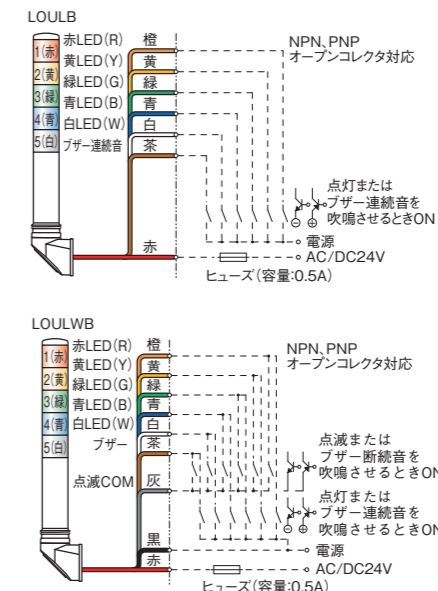 LOULB
赤LED(R) 橙
1(赤)
黄LED(Y) 黄
2(黄)
緑LED(G) 緑
3(緑)
青LED(B) 青
4(青)
白LED(W) 白
5(白)
ブザー連続音 茶
赤
NPN、PNP
オープンコレクタ対応
点灯または
ブザー連続音を
吹鳴させるときON
電源
AC/DC24V
ヒューズ(容量:0.5A)
LOULWB
赤LED(R) 橙
1(赤)
黄LED(Y) 黄
2(黄)
緑LED(G) 緑
3(緑)
青LED(B) 青
4(青)
白LED(W) 白
5(白)
ブザー 茶
点滅COM 灰
黒
赤
NPN、PNP
オープンコレクタ対応
点滅または
ブザー断続音を
吹鳴させるときON
点灯または
ブザー連続音を
吹鳴させるときON
電源
AC/DC24V
ヒューズ(容量:0.5A)